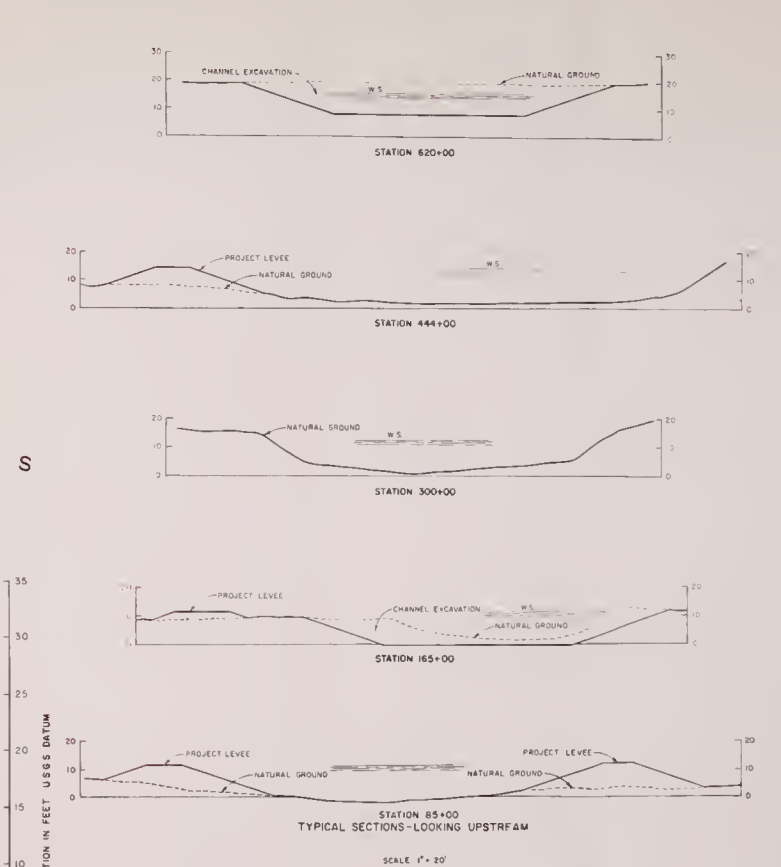 30
30
CHANNEL EXCAVATION
NATURAL GROUND
20
W.S.
20
10
10
0
STATION 620+00
20
PROJECT LEVEE
W.S.
NATURAL GROUND
10
10
0
0
STATION 444+00
20
20
NATURAL GROUND
W.S.
10
0
0
S
STATION 300+00
35
20
PROJECT LEVEE
CHANNEL EXCAVATION
W.S.
10
NATURAL GROUND
30
STATION 165+00
25
20
20
20
PROJECT LEVEE
PROJECT LEVEE
10
NATURAL GROUND
NATURAL GROUND
10
0
0
15
STATION 85+00
TYPICAL SECTIONS-LOOKING UPSTREAM
IN FEET USGS DATUM
10
SCALE 1" = 20'